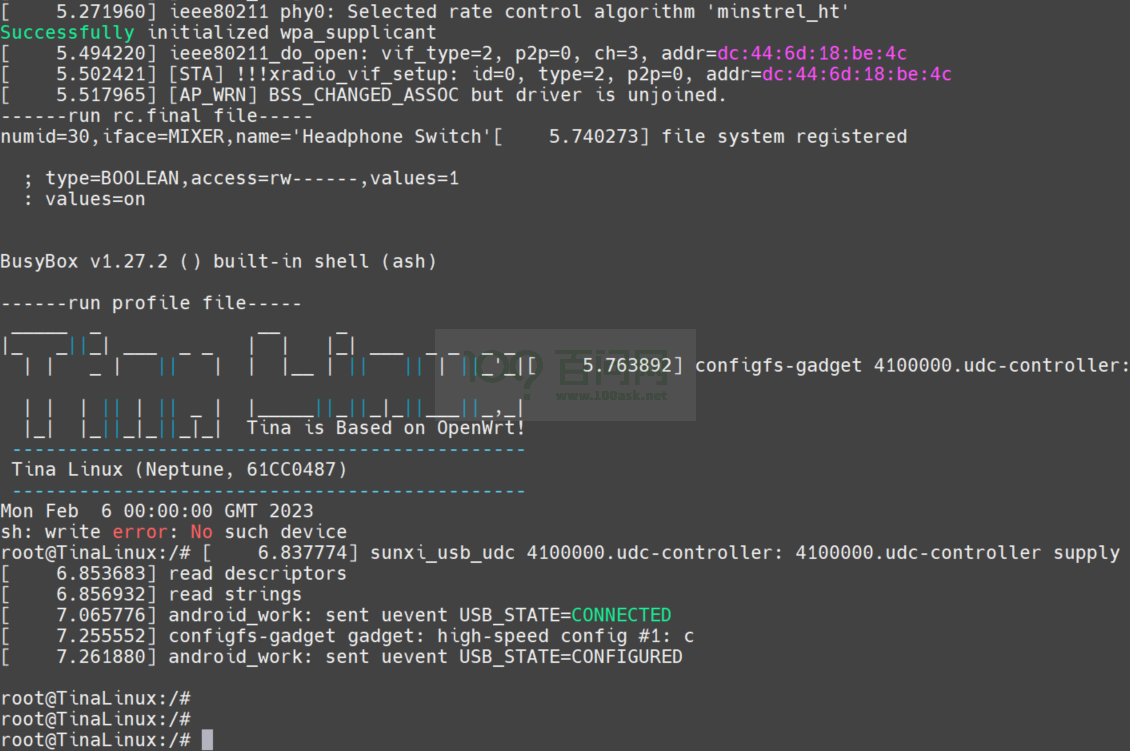 [    5.271960] ieee80211 phy0: Selected rate control algorithm 'minstrel_ht'
Successfully initialized wpa_supplicant
[    5.494220] ieee80211_do_open: vif_type=2, p2p=0, ch=3, addr=dc:44:6d:18:be:4c
[    5.502421] [STA] !!!xradio_vif_setup: id=0, type=2, p2p=0, addr=dc:44:6d:18:be:4c
[    5.517965] [AP_WRN] BSS_CHANGED_ASSOC but driver is unjoined.
------run rc.final file-----
numid=30,iface=MIXER,name='Headphone Switch'[    5.740273] file system registered
  ; type=BOOLEAN,access=rw------,values=1
  : values=on
BusyBox v1.27.2 () built-in shell (ash)
------run profile file-----
[    5.763892] configfs-gadget 4100000.udc-controller:
100ask 百问网
www.100ask.net
Tina is Based on OpenWrt!
----------------------------------------------
Tina Linux (Neptune, 61CC0487)
----------------------------------------------
Mon Feb  6 00:00:00 GMT 2023
sh: write error: No such device
root@TinaLinux:/# [    6.837774] sunxi_usb_udc 4100000.udc-controller: 4100000.udc-controller supply
[    6.853683] read descriptors
[    6.856932] read strings
[    7.065776] android_work: sent uevent USB_STATE=CONNECTED
[    7.255552] configfs-gadget gadget: high-speed config #1: c
[    7.261880] android_work: sent uevent USB_STATE=CONFIGURED
root@TinaLinux:/#
root@TinaLinux:/#
root@TinaLinux:/#